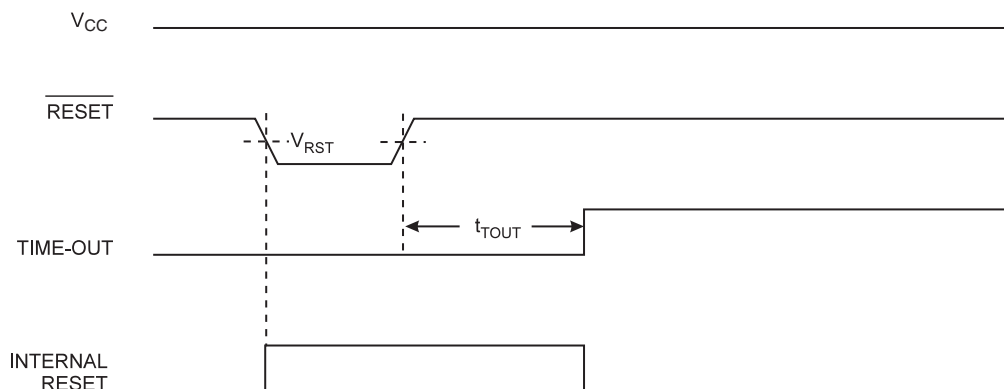 VCC
RESET
VRST
tTOUT
TIME-OUT
INTERNAL
RESET